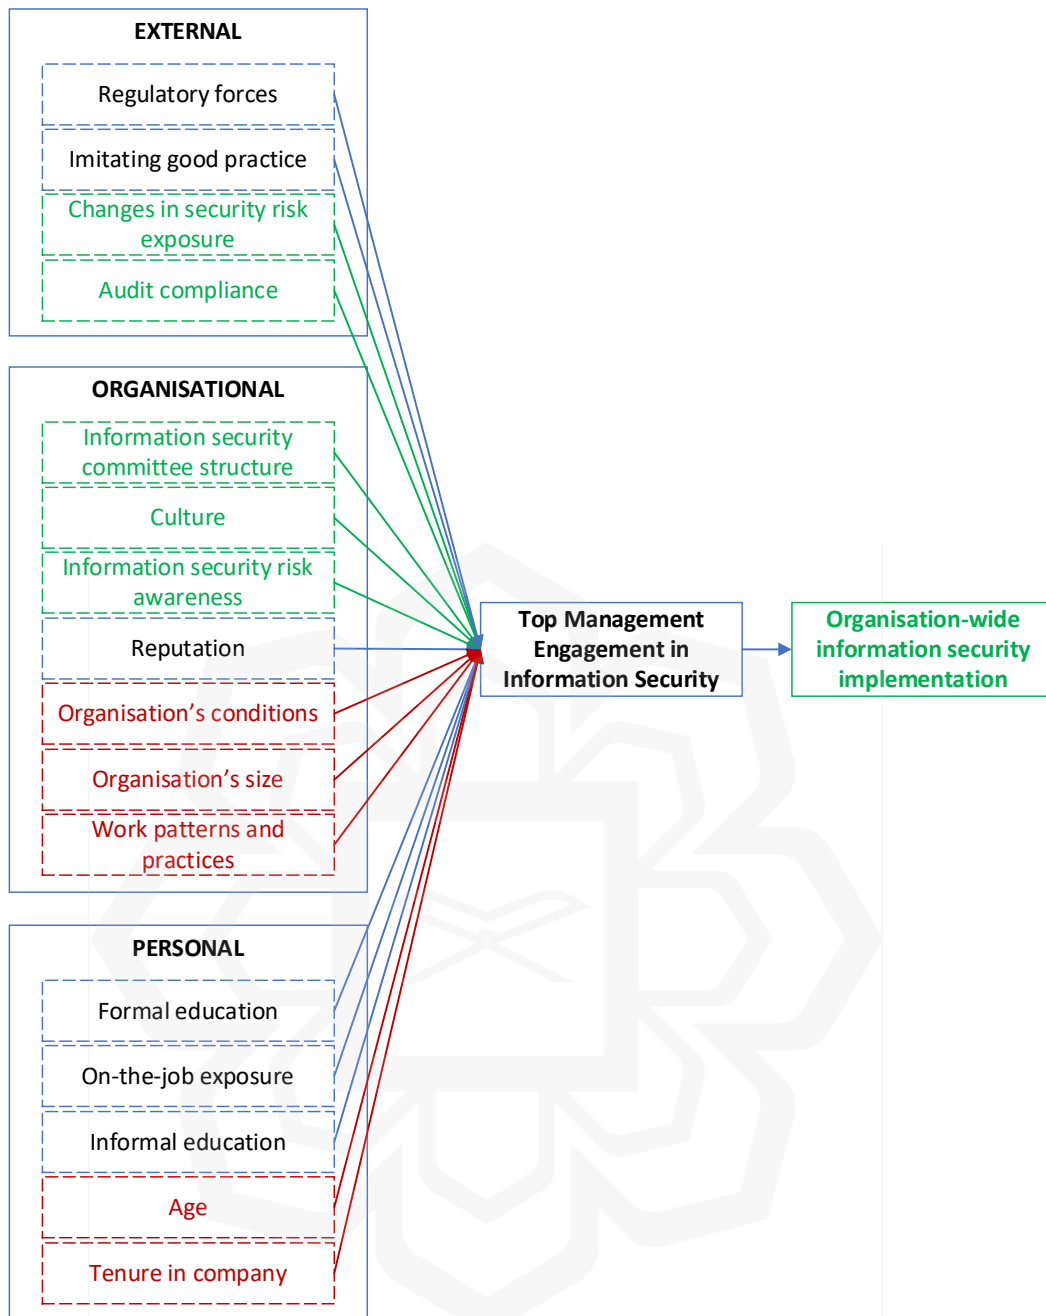 EXTERNAL
Regulatory forces
Imitating good practice
Changes in security risk
exposure
Audit compliance
ORGANISATIONAL
Information security
committee structure
Culture
Information security risk
awareness
Reputation
Organisation’s conditions
Organisation’s size
Work patterns and
practices
PERSONAL
Formal education
On-the-job exposure
Informal education
Age
Tenure in company
Top Management
Engagement in
Information Security
Organisation-wide
information security
implementation